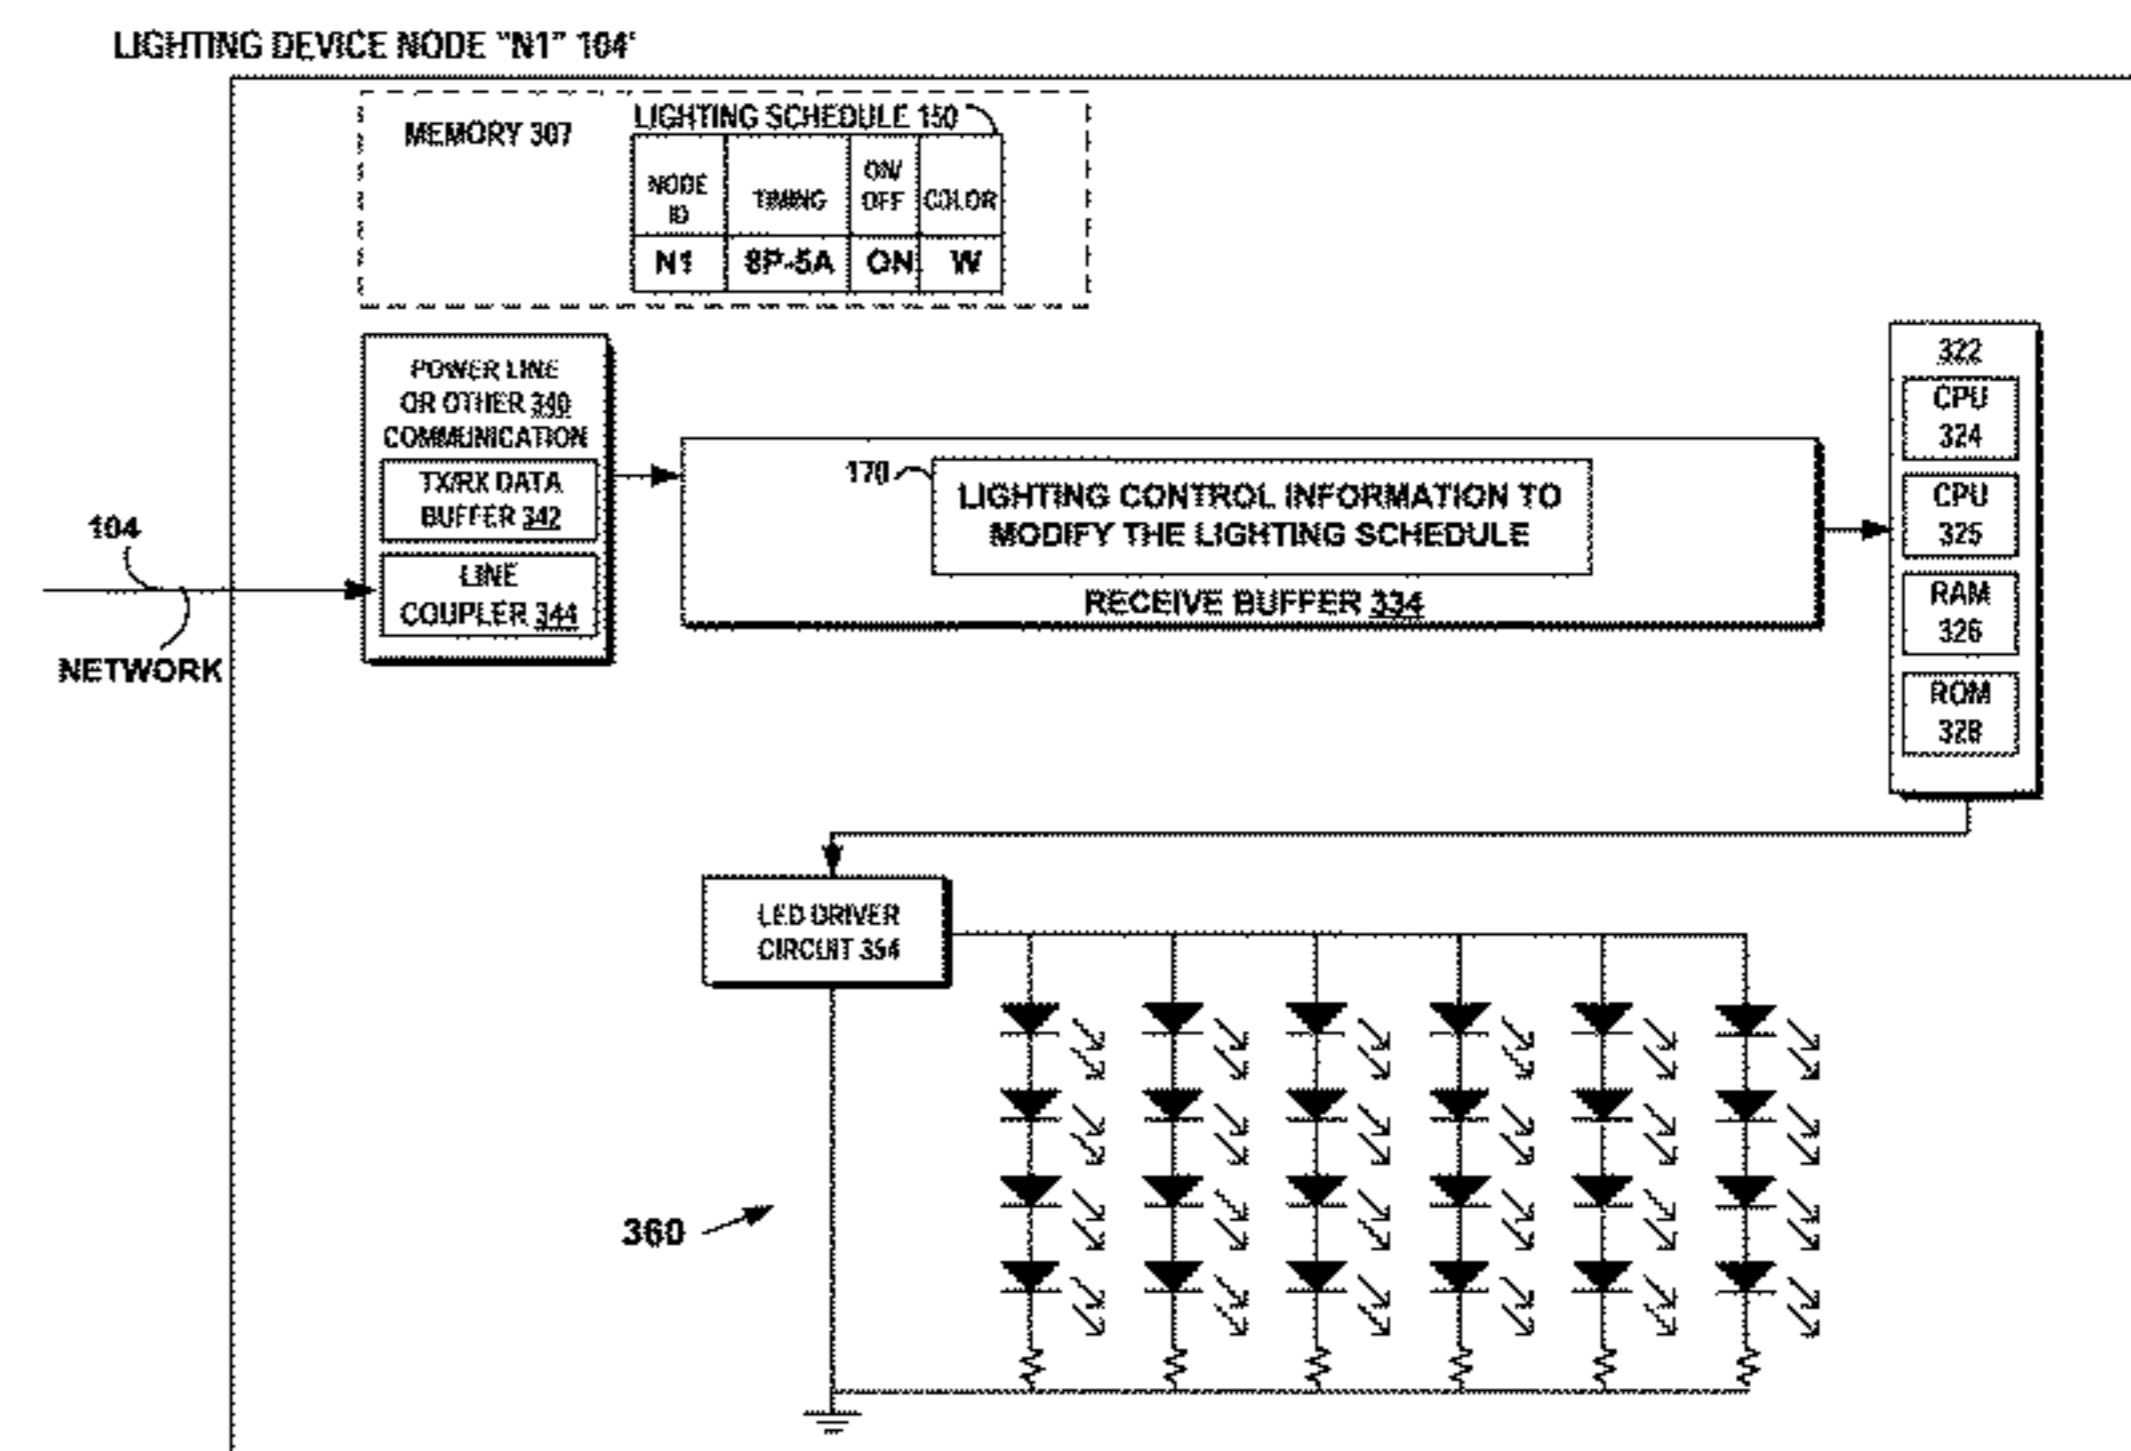 LIGHTING DEVICE NODE "N1" 104'
LIGHTING SCHEDULE 150
MEMORY 307
NODE ID
TIMING
ON/ OFF
COLOR
N1
8P-5A
ON
W
POWER LINE
OR OTHER 340
COMMUNICATION
TX/RX DATA
BUFFER 342
LINE
COUPLER 344
104
NETWORK
170
LIGHTING CONTROL INFORMATION TO
MODIFY THE LIGHTING SCHEDULE
RECEIVE BUFFER 334
322
CPU
324
CPU
325
RAM
326
ROM
328
LED DRIVER
CIRCUIT 354
360